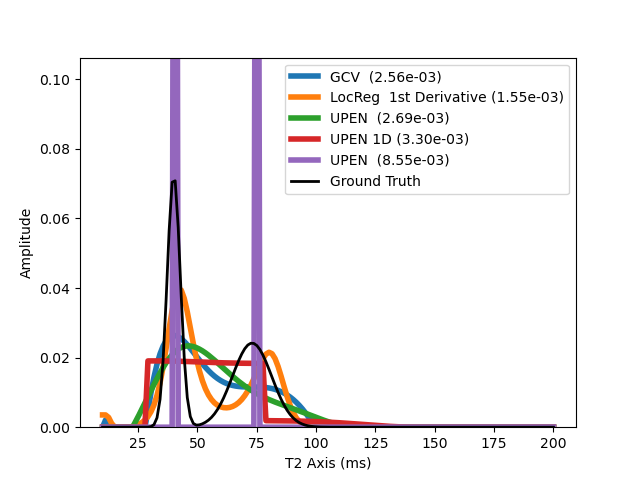 GCV  (2.56e-03)
LocReg  1st Derivative (1.55e-03)
UPEN  (2.69e-03)
UPEN 1D (3.30e-03)
UPEN  (8.55e-03)
Ground Truth
Amplitude
0.10
0.08
0.06
0.04
0.02
0.00
25 50 75 100 125 150 175 200
T2 Axis (ms)